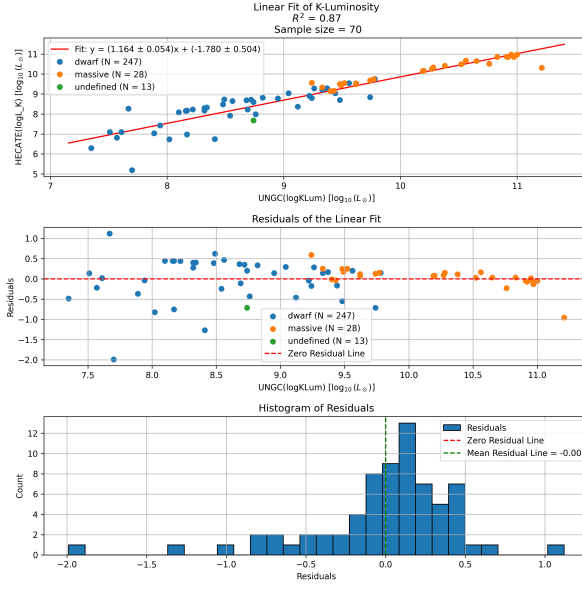 Linear Fit of K-Luminosity
R² = 0.87
Sample size = 70
Fit: y = (1.164 ± 0.054)x + (-1.780 ± 0.504)
dwarf (N = 247)
massive (N = 28)
undefined (N = 13)
HECATE(logL_K) [log₁₀(L☉)]
11
10
9
8
7
6
5
7
8
9
10
11
UNGC(logKLum) [log₁₀(L☉)]
Residuals of the Linear Fit
Residuals
1.0
0.5
0.0
−0.5
−1.0
−1.5
−2.0
dwarf (N = 247)
massive (N = 28)
undefined (N = 13)
Zero Residual Line
7.5
8.0
8.5
9.0
9.5
10.0
10.5
11.0
UNGC(logKLum) [log₁₀(L☉)]
Histogram of Residuals
Residuals
Zero Residual Line
Mean Residual Line = -0.00
Count
12
10
8
6
4
2
0
−2.0
−1.5
−1.0
−0.5
0.0
0.5
1.0
Residuals